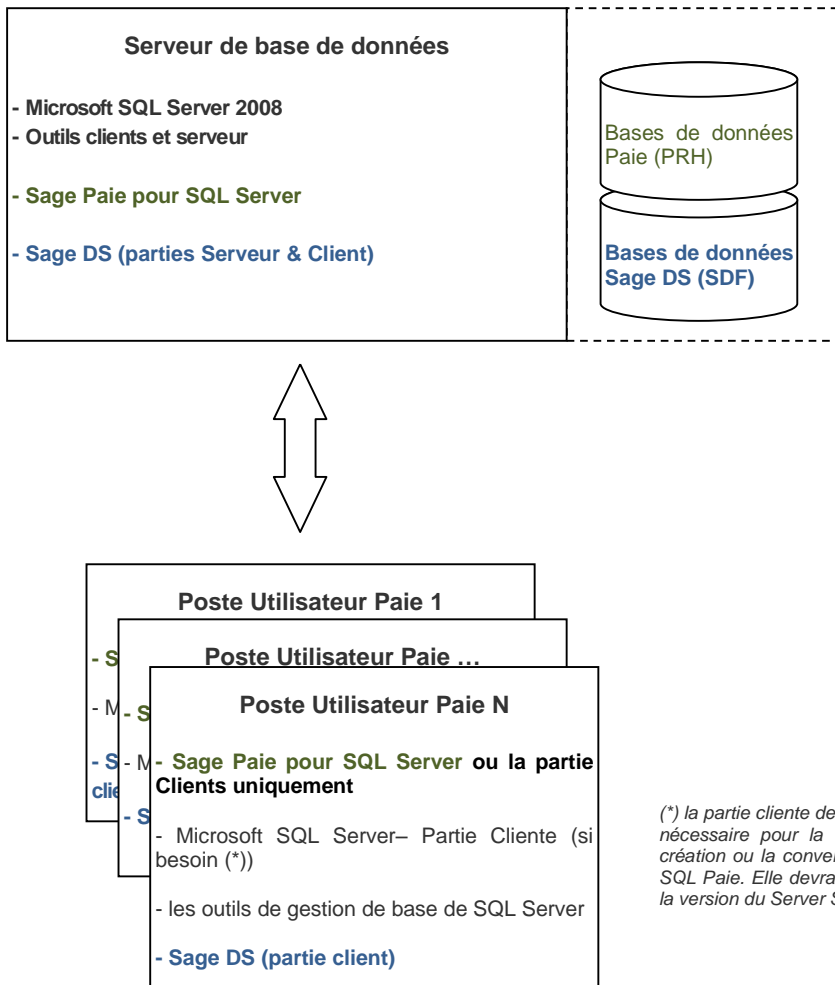 Serveur de base de données
- Microsoft SQL Server 2008
- Outils clients et serveur
- Sage Paie pour SQL Server
- Sage DS (parties Serveur & Client)
Bases de données
Paie (PRH)
Bases de données
Sage DS (SDF)
Poste Utilisateur Paie 1
- S
- M
- S
clie
Poste Utilisateur Paie …
- S
- M
- S
Poste Utilisateur Paie N
- Sage Paie pour SQL Server ou la partie
Clients uniquement
- Microsoft SQL Server– Partie Cliente (si
besoin (*))
- les outils de gestion de base de SQL Server
- Sage DS (partie client)
(*) la partie cliente de
nécessaire pour la
création ou la conver
SQL Paie. Elle devra
la version du Server S